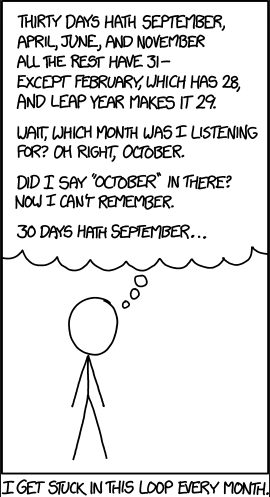 THIRTY DAYS HATH SEPTEMBER,
APRIL, JUNE, AND NOVEMBER
ALL THE REST HAVE 31—
EXCEPT FEBRUARY, WHICH HAS 28,
AND LEAP YEAR MAKES IT 29.
WAIT, WHICH MONTH WAS I LISTENING
FOR? OH RIGHT, OCTOBER.
DID I SAY "OCTOBER" IN THERE?
NOW I CAN'T REMEMBER.
30 DAYS HATH SEPTEMBER...
I GET STUCK IN THIS LOOP EVERY MONTH.